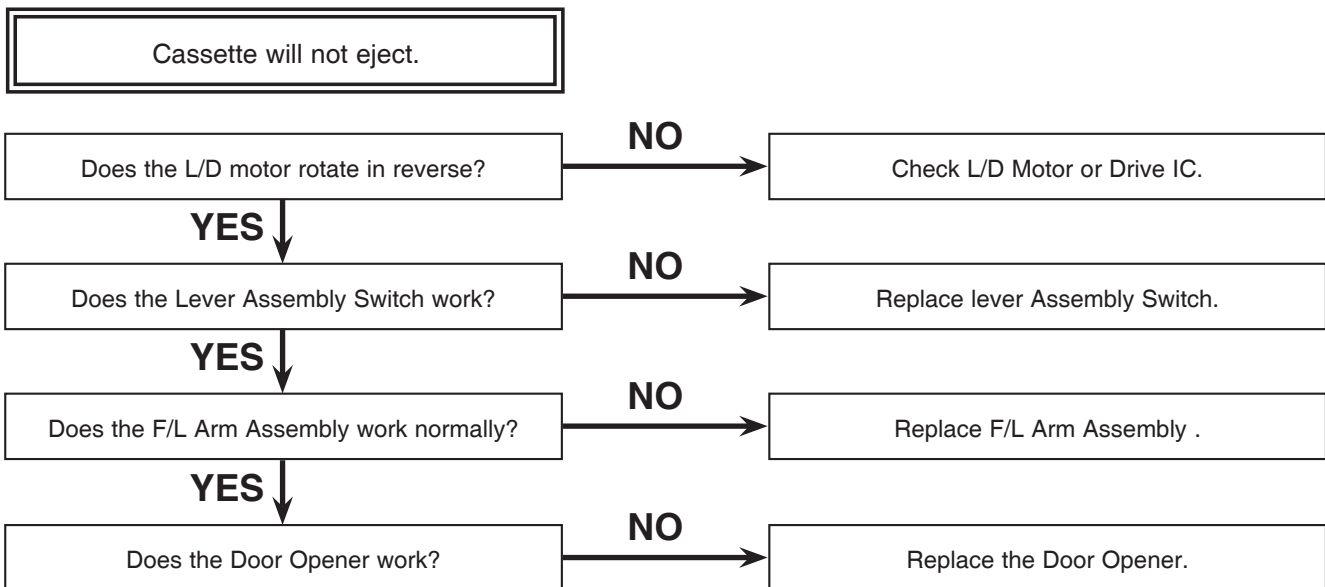 Cassette will not eject.
NO
Does the L/D motor rotate in reverse?
Check L/D Motor or Drive IC.
YES
NO
Does the Lever Assembly Switch work?
Replace lever Assembly Switch.
YES
NO
Does the F/L Arm Assembly work normally?
Replace F/L Arm Assembly .
YES
NO
Does the Door Opener work?
Replace the Door Opener.